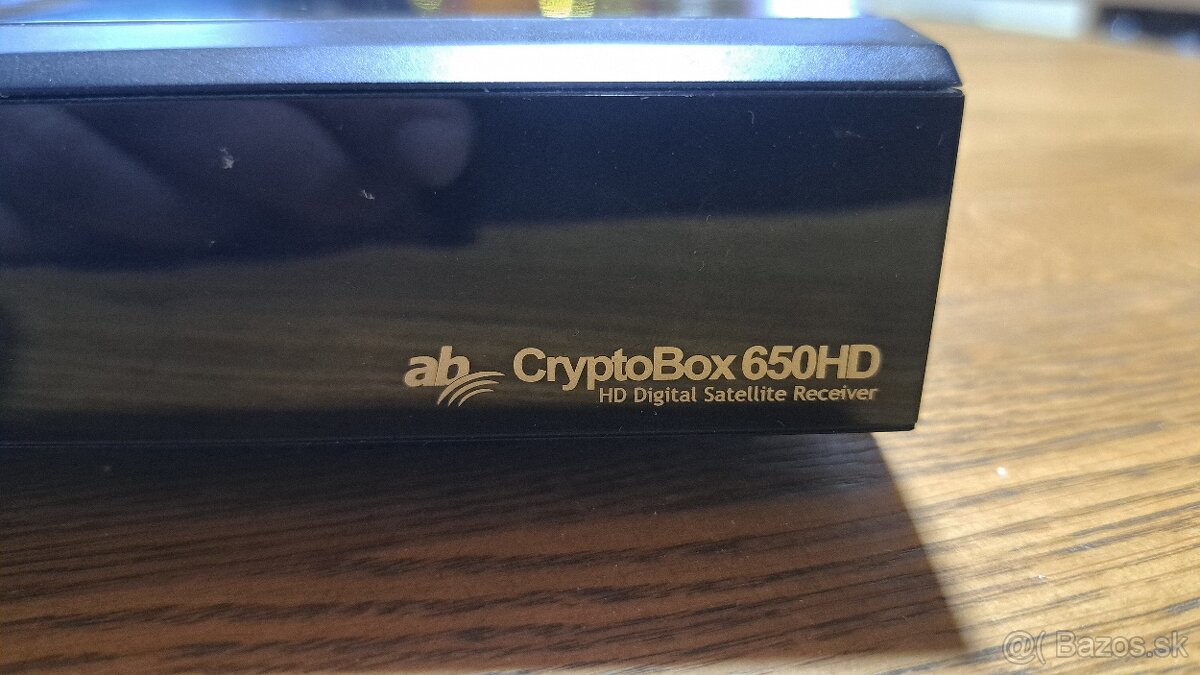 ab CryptoBox 650HD
HD Digital Satellite Receiver
@( Bazos.sk